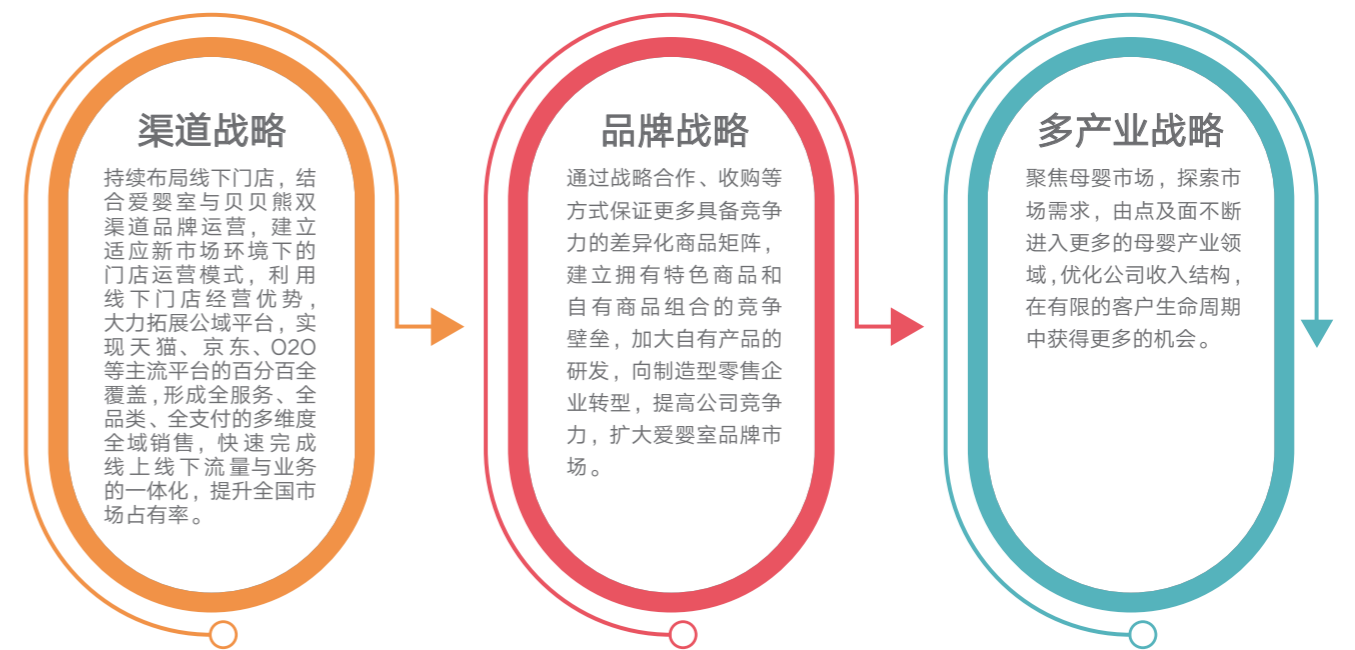 渠道战略
持续布局线下门店，结
合爱婴室与贝贝熊双
渠道品牌运营，建立
适应新市场环境下的
门店运营模式，利用
线下门店经营优势，
大力拓展公域平台，实
现天猫、京东、O2O
等主流平台的百分百全
覆盖，形成全服务、全
品类、全支付的多维度
全域销售，快速完成
线上线下流量与业务
的一体化，提升全国市
场占有率。
品牌战略
通过战略合作、收购等
方式保证更多具备竞争
力的差异化商品矩阵，
建立拥有特色商品和
自有商品组合的竞争
壁垒，加大自有产品的
研发，向制造型零售企
业转型，提高公司竞争
力，扩大爱婴室品牌市
场。
多产业战略
聚焦母婴市场，探索市
场需求，由点及面不断
进入更多的母婴产业领
域，优化公司收入结构，
在有限的客户生命周期
中获得更多的机会。